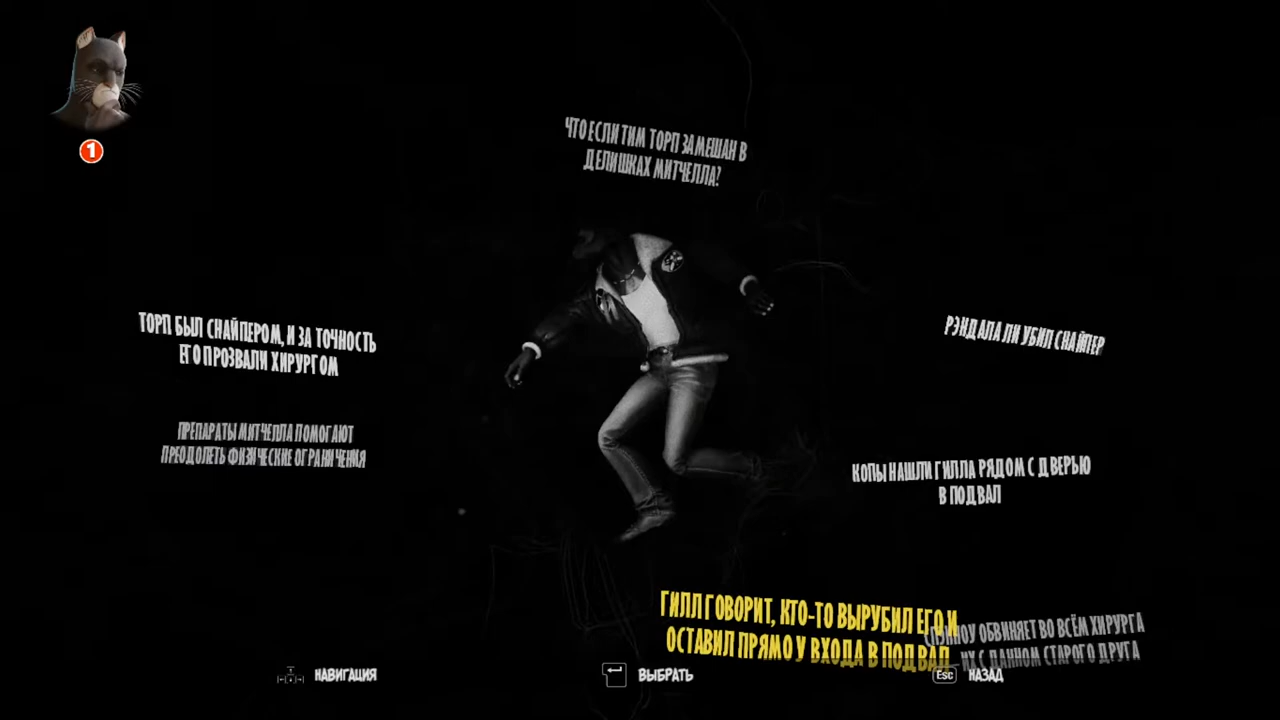 1
ЧТО ЕСЛИ ТИМ ТОРП ЗАМЕШАН В
ДЕЛИШКАХ МИТЧЕЛЛА?
ТОРП БЫЛ СНАЙПЕРОМ, И ЗА ТОЧНОСТЬ
ЕГО ПРОЗВАЛИ ХИРУРГОМ
РЭНДАЛА ЛИ УБИЛ СНАЙПЕР
ПРЕПАРАТЫ МИТЧЕЛЛА ПОМОГАЮТ
ПРЕОДОЛЕТЬ ФИЗИЧЕСКИЕ ОГРАНИЧЕНИЯ
КОПЫ НАШЛИ ГИЛЛА РЯДОМ С ДВЕРЬЮ
В ПОДВАЛ
ГИЛЛ ГОВОРИТ, КТО-ТО ВЫРУБИЛ ЕГО И
ОСТАВИЛ ПРЯМО У ВХОДА В ПОДВАЛ
ОБВИНЯЕТ ВО ВСЁМ ХИРУРГА
ИХ С ДАННОМ СТАРОГО ДРУГА
НАВИГАЦИЯ
ВЫБРАТЬ
Esc НАЗАД